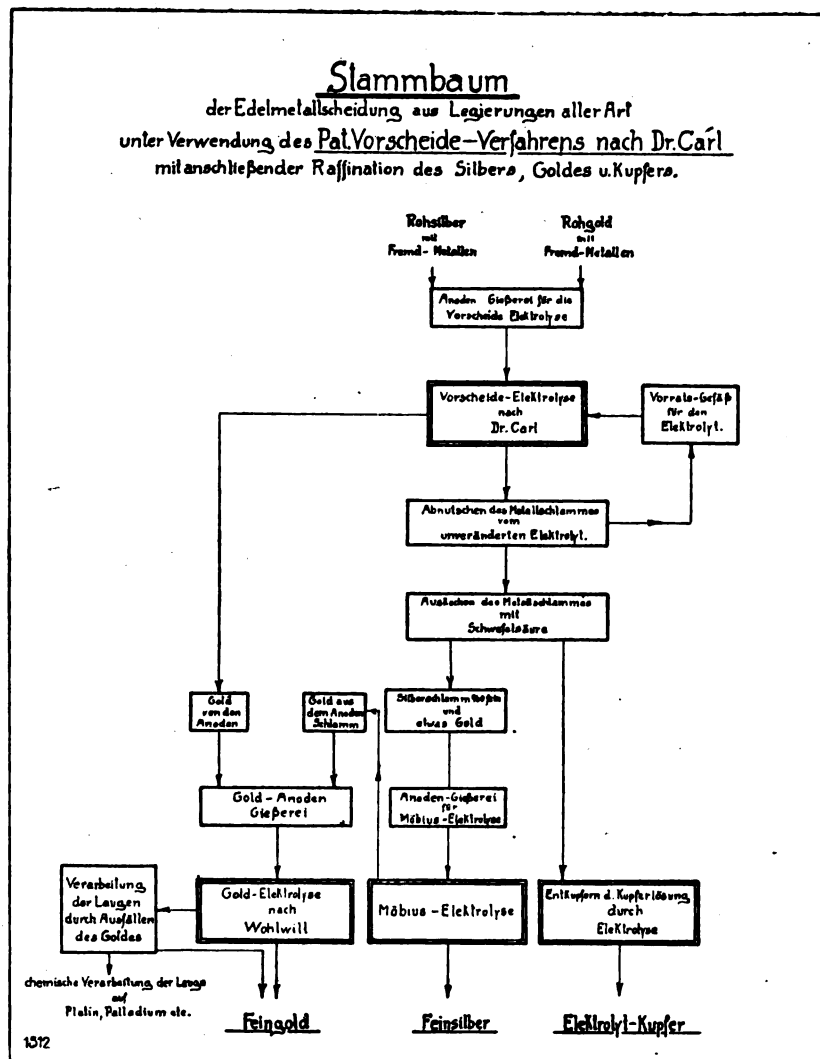 Stammbaum
der Edelmetallscheidung aus Legierungen aller Art
unter Verwendung des Pat.Vorscheide-Verfahrens nach Dr.Carl
mit anschließender Raffination des Silbers, Goldes u.Kupfers.
Rohsilber
mit
Fremd-Metallen
Rohgold
mit
Fremd-Metallen
Anoden Gießerei für die
Vorscheide Elektrolyse
Vorscheide-Elektrolyse
nach
Dr. Carl
Vorrats-Gefäß
für den
Elektrolyt.
Abnutschen des Metallschlammes
vom
unveränderten Elektrolyt.
Auskochen des Metallschlammes
mit
Schwefelsäure
Gold
von den
Anoden
Gold aus
dem Anoden
Schlamm
Silberschlamm
und
etwas Gold
Gold-Anoden
Gießerei
Anoden-Gießerei
für
Möbius-Elektrolyse
Verarbeitung
der Laugen
durch Ausfällen
des Goldes
Gold-Elektrolyse
nach
Wohlwill
Möbius-Elektrolyse
Entkupfern d. Kupferlösung
durch
Elektrolyse
chemische Verarbeitung der Lauge
auf
Platin, Palladium etc.
Feingold
Feinsilber
Elektrolyt-Kupfer
1312